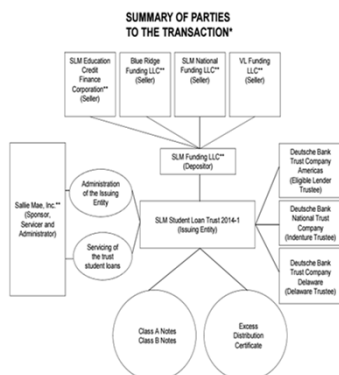 SUMMARY OF PARTIES
TO THE TRANSACTION*
SLM Education
Credit
Finance
Corporation**
(Seller)
Blue Ridge
Funding LLC**
(Seller)
SLM National
Funding LLC**
(Seller)
VL Funding
LLC**
(Seller)
SLM Funding LLC**
(Depositor)
Sallie Mae, Inc.**
(Sponsor,
Servicer and
Administrator)
Administration
of the Issuing
Entity
Servicing of
the trust
student loans
SLM Student Loan Trust 2014-1
(Issuing Entity)
Deutsche Bank
Trust Company
Americas
(Eligible Lender
Trustee)
Deutsche Bank
National Trust
Company
(Indenture Trustee)
Deutsche Bank
Trust Company
Delaware
(Delaware Trustee)
Class A Notes
Class B Notes
Excess
Distribution
Certificate